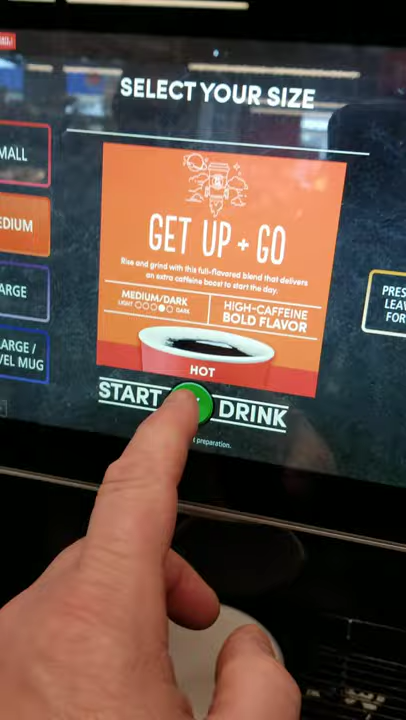 SELECT YOUR SIZE
MALL
EDIUM
ARGE
ARGE /
VEL MUG
GET UP + GO
Rise and grind with this full-flavored blend that delivers
an extra caffeine boost to start the day.
MEDIUM/DARK
LIGHT DARK
HIGH-CAFFEINE
BOLD FLAVOR
HOT
PRES
LEAV
FOR
START DRINK
preparation.